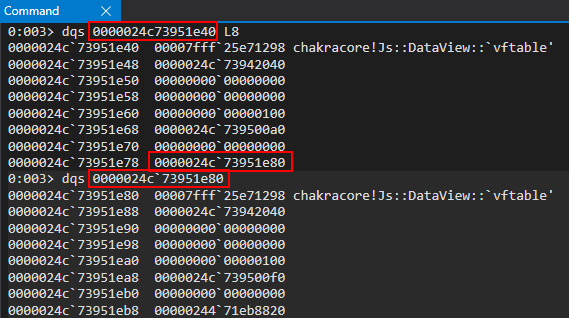 Command X
0:003> dqs 0000024c73951e40 L8
0000024c`73951e40 00007fff`25e71298 chakracore!Js::DataView::`vftable'
0000024c`73951e48 0000024c`73942040
0000024c`73951e50 00000000`00000000
0000024c`73951e58 00000000`00000000
0000024c`73951e60 00000000`00000100
0000024c`73951e68 0000024c`739500a0
0000024c`73951e70 00000000`00000000
0000024c`73951e78 0000024c`73951e80
0:003> dqs 0000024c`73951e80
0000024c`73951e80 00007fff`25e71298 chakracore!Js::DataView::`vftable'
0000024c`73951e88 0000024c`73942040
0000024c`73951e90 00000000`00000000
0000024c`73951e98 00000000`00000000
0000024c`73951ea0 00000000`00000100
0000024c`73951ea8 0000024c`739500f0
0000024c`73951eb0 00000000`00000000
0000024c`73951eb8 00000244`71eb8820